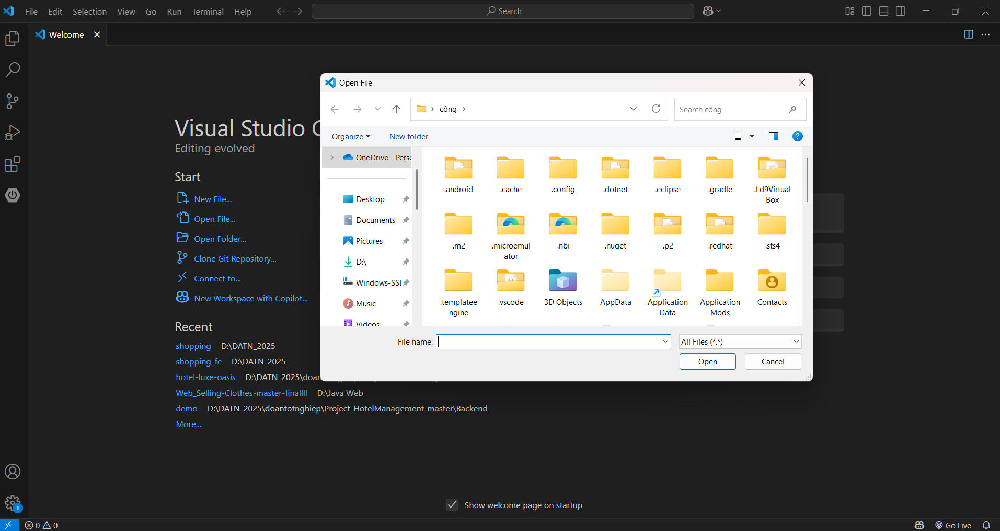 File Edit Selection View Go Run Terminal Help
Search
Welcome
Visual Studio
Editing evolved
Start
New File...
Open File...
Open Folder...
Clone Git Repository...
Connect to...
New Workspace with Copilot...
Recent
shopping D:\DATN_2025
shopping_fe D:\DATN_2025
hotel-luxe-oasis D:\DATN_2025\doan
Web_Selling-Clothes-master-finallll D:\Java Web
demo D:\DATN_2025\doantotnghiep\Project_HotelManagement-master\Backend
More...
Open File
công
Search công
Organize New folder
OneDrive - Perso
Desktop
Documents
Pictures
D:\
Windows-SSI
Music
Videos
.android .cache .config .dotnet .eclipse .gradle .Ld9Virtual
Box
.m2 .microemul .nbi .nuget .p2 .redhat .sts4
ator
.templatee .vscode 3D Objects AppData Application Application Contacts
ngine Data Mods
File name: All Files (*.*)
Open Cancel
Show welcome page on startup
1
0 0 Go Live